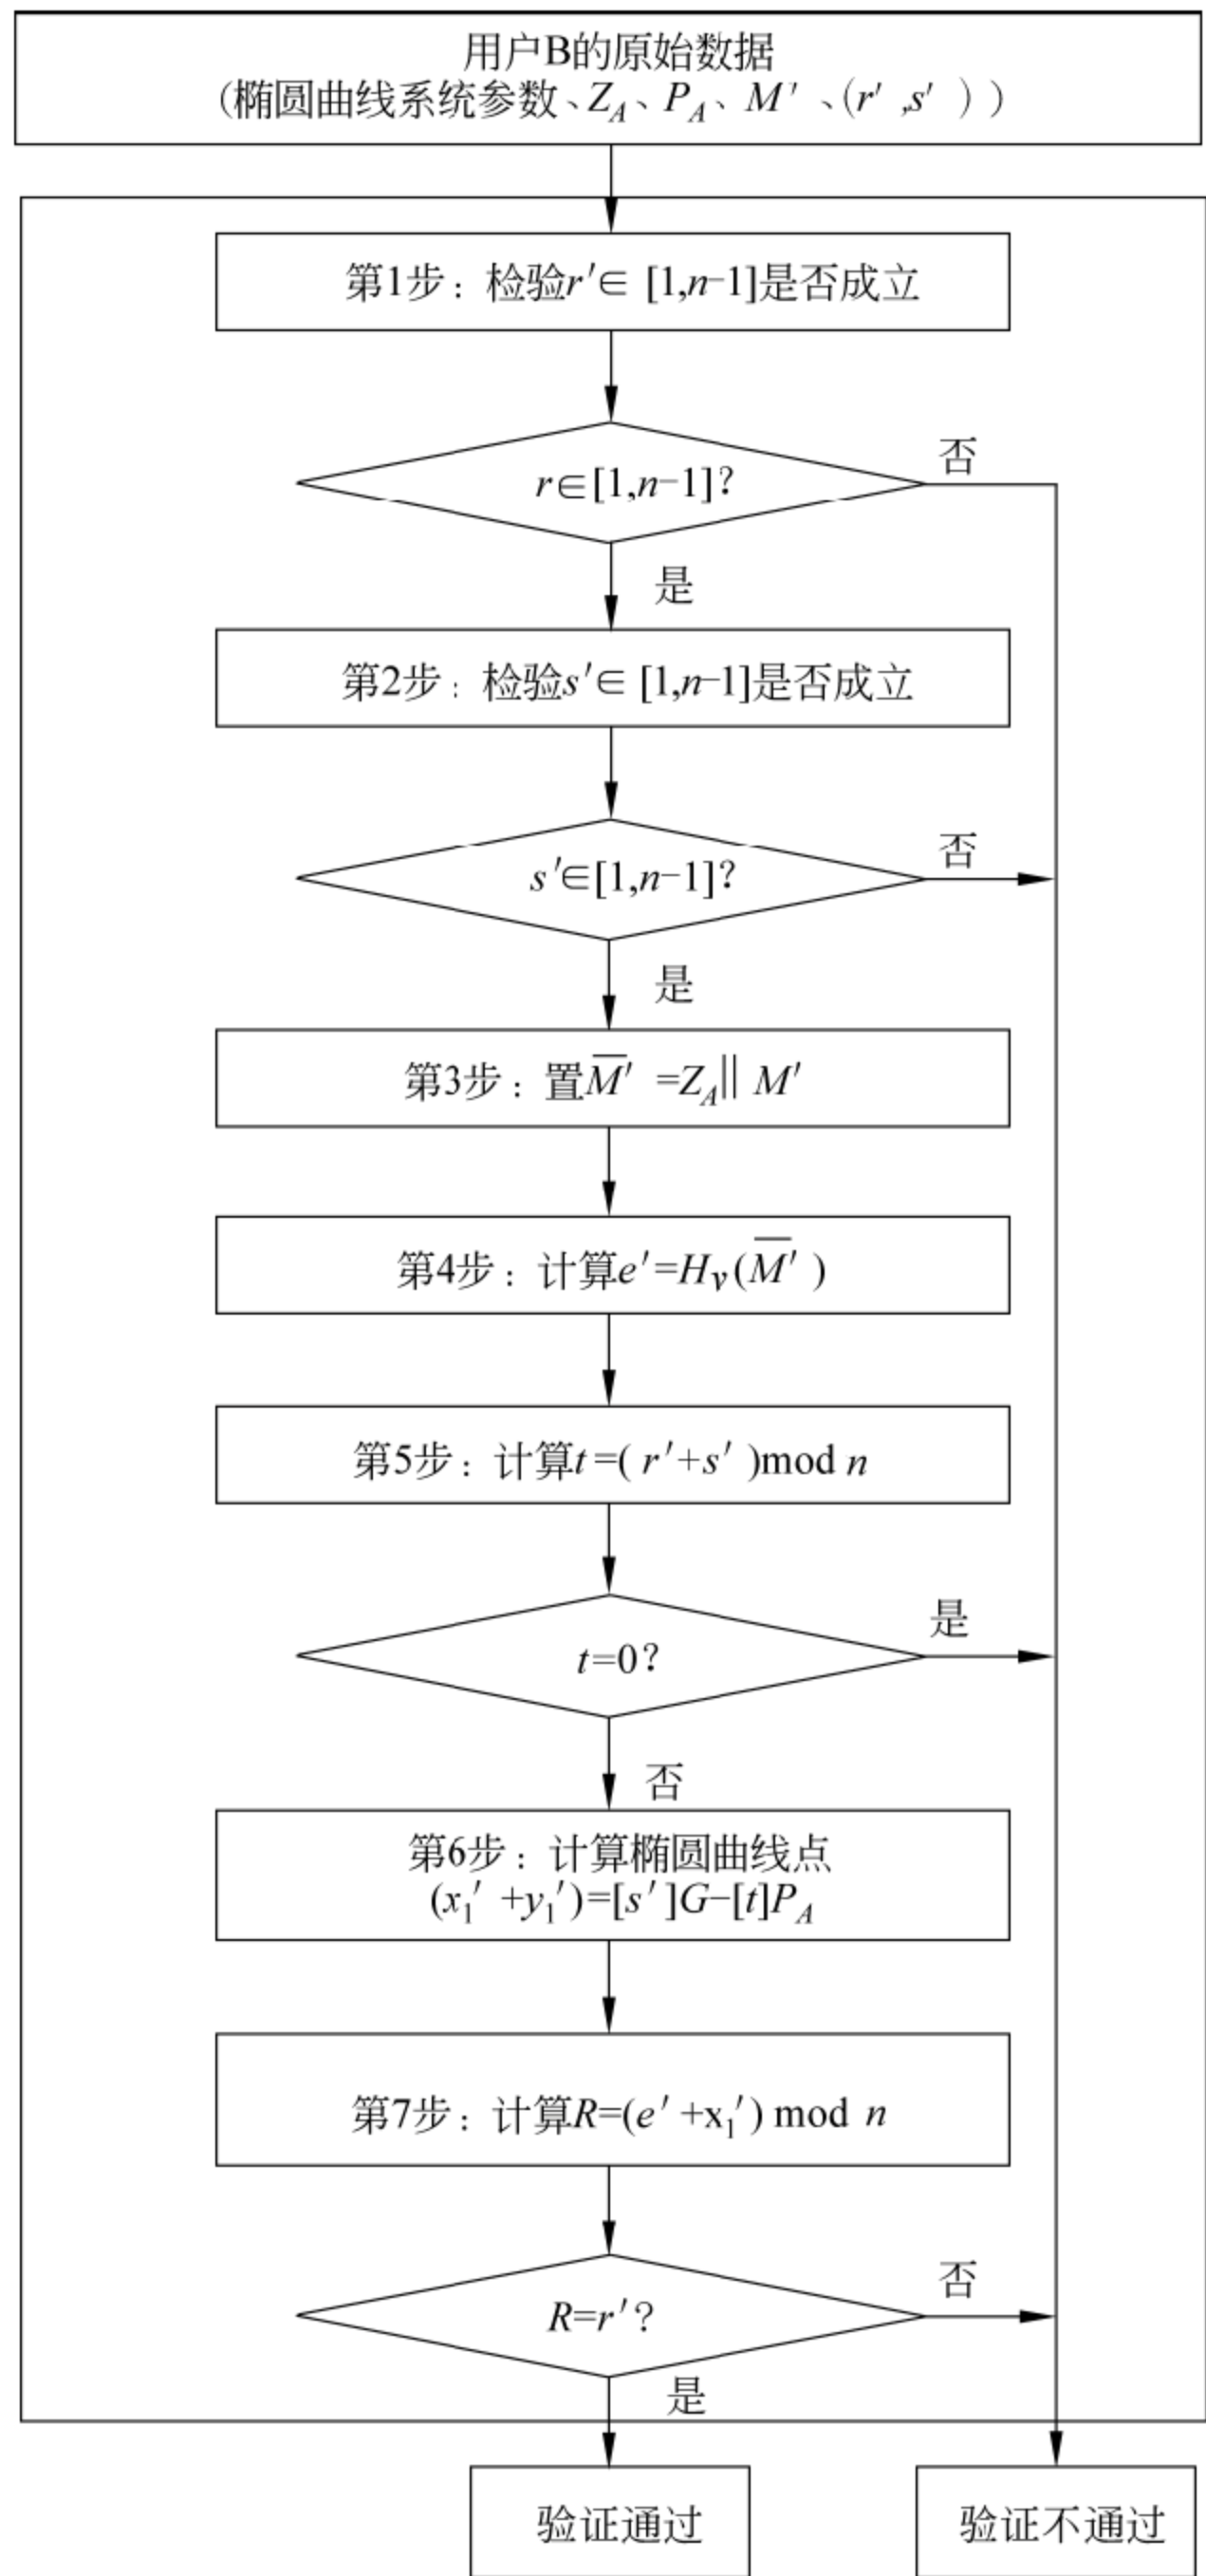 用户B的原始数据
(椭圆曲线系统参数、Z_A、P_A、M′、(r′,s′))
第1步：检验r′∈[1,n−1]是否成立
r∈[1,n−1]?
否
是
第2步：检验s′∈[1,n−1]是否成立
s′∈[1,n−1]?
否
是
第3步：置M̅′=Z_A‖M′
第4步：计算e′=H_v(M̅′)
第5步：计算t=(r′+s′)mod n
t=0?
是
否
第6步：计算椭圆曲线点
(x₁′+y₁′)=[s′]G−[t]P_A
第7步：计算R=(e′+x₁′) mod n
R=r′?
否
是
验证通过
验证不通过